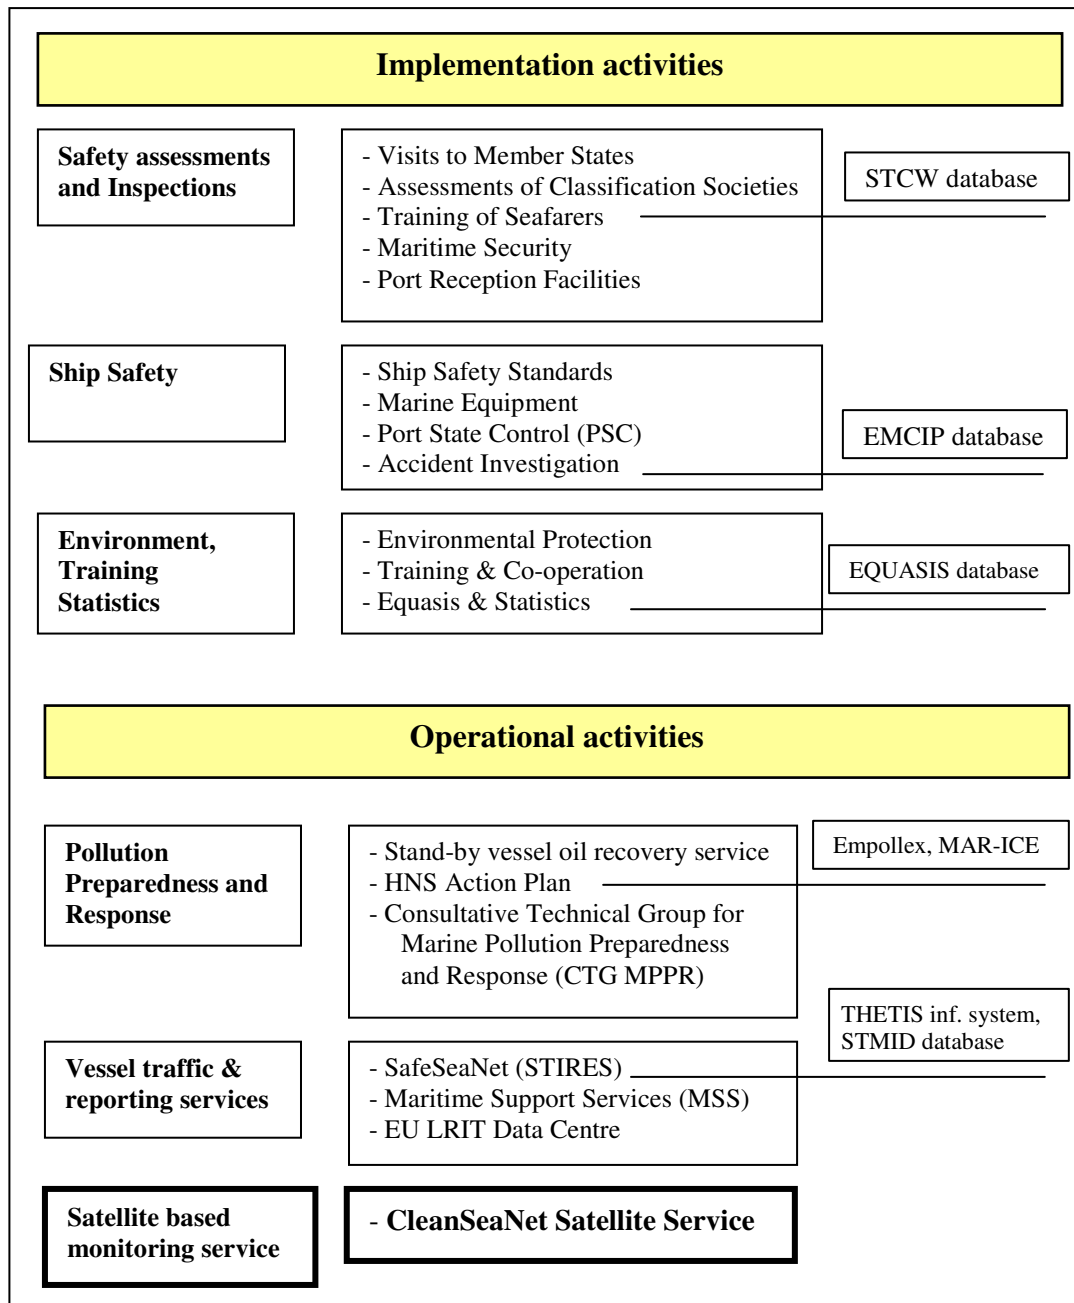 Implementation activities
Safety assessments
and Inspections
- Visits to Member States
- Assessments of Classification Societies
- Training of Seafarers
- Maritime Security
- Port Reception Facilities
STCW database
Ship Safety
- Ship Safety Standards
- Marine Equipment
- Port State Control (PSC)
- Accident Investigation
EMCIP database
Environment,
Training
Statistics
- Environmental Protection
- Training & Co-operation
- Equasis & Statistics
EQUASIS database
Operational activities
Pollution
Preparedness and
Response
- Stand-by vessel oil recovery service
- HNS Action Plan
- Consultative Technical Group for
Marine Pollution Preparedness
and Response (CTG MPPR)
Empollex, MAR-ICE
THETIS inf. system,
STMID database
Vessel traffic &
reporting services
- SafeSeaNet (STIRES)
- Maritime Support Services (MSS)
- EU LRIT Data Centre
Satellite based
monitoring service
- CleanSeaNet Satellite Service